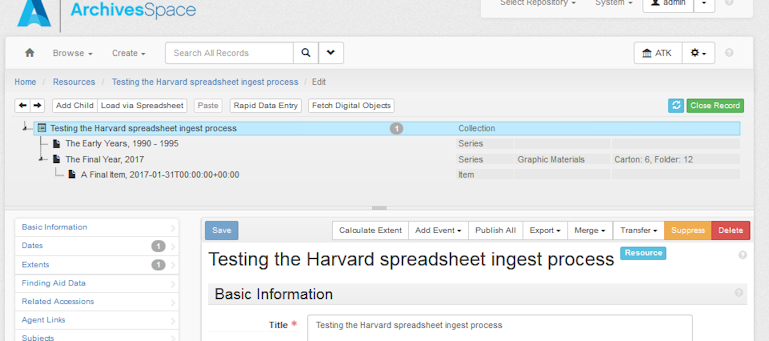 ArchivesSpace
Select Repository System admin
Browse Create Search All Records ATK
Home / Resources / Testing the Harvard spreadsheet ingest process / Edit
Add Child Load via Spreadsheet Paste Rapid Data Entry Fetch Digital Objects Close Record
Testing the Harvard spreadsheet ingest process 1 Collection
The Early Years, 1990 - 1995 Series
The Final Year, 2017 Series Graphic Materials Carton: 6, Folder: 12
A Final Item, 2017-01-31T00:00:00+00:00 Item
Basic Information
Dates 1
Extents 1
Finding Aid Data
Related Accessions
Agent Links
Subjects
Save Calculate Extent Add Event Publish All Export Merge Transfer Suppress Delete
Testing the Harvard spreadsheet ingest process Resource
Basic Information
Title * Testing the Harvard spreadsheet ingest process